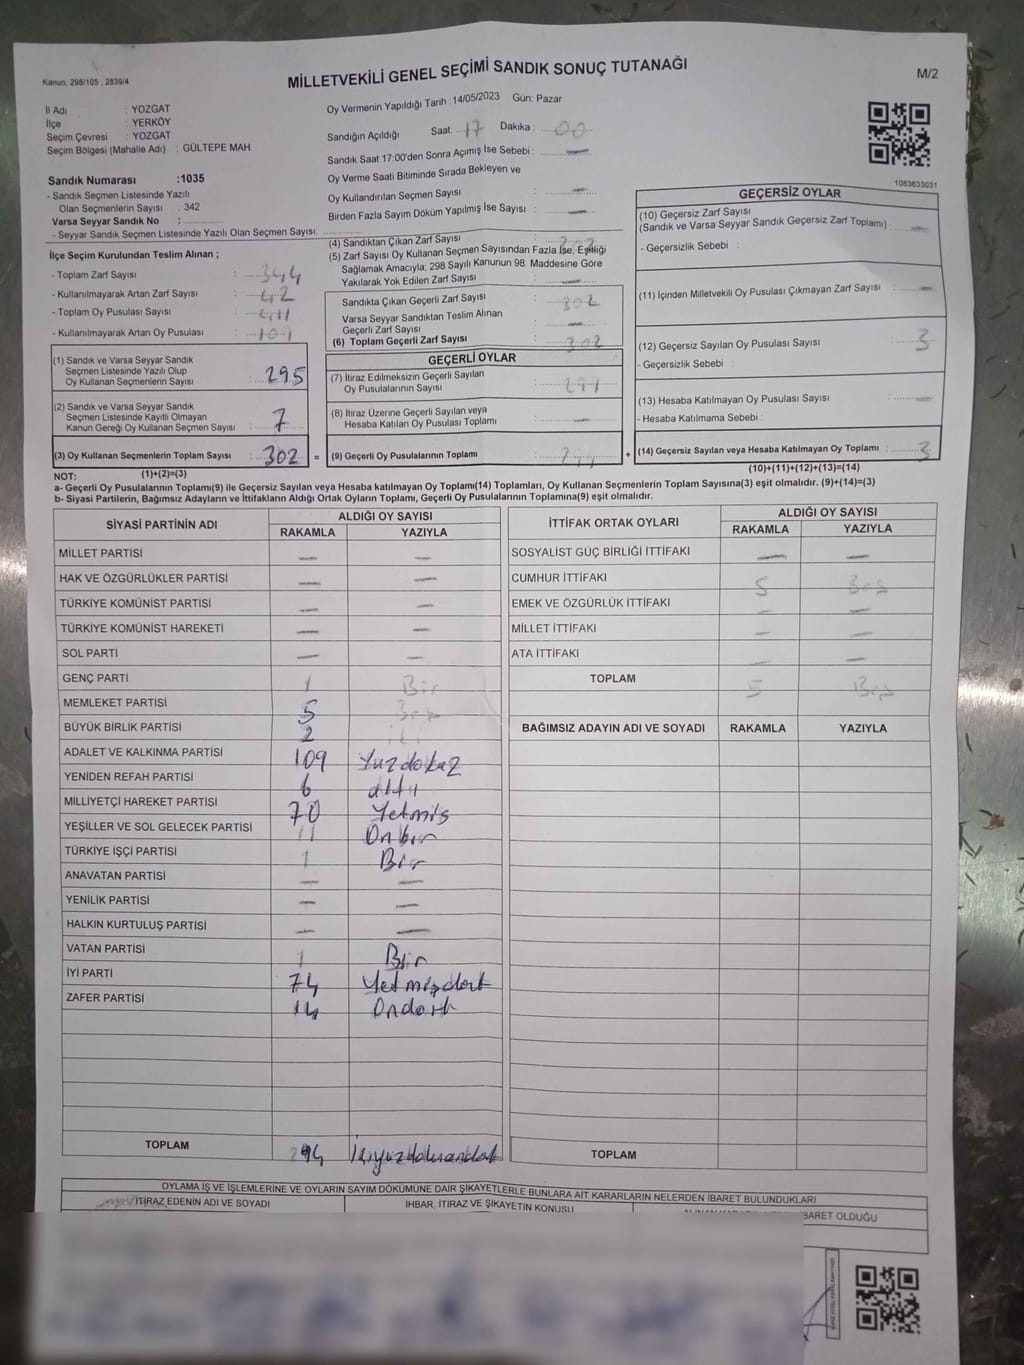 Kanun; 298/105 , 2839/4
MİLLETVEKİLİ GENEL SEÇİMİ SANDIK SONUÇ TUTANAĞI
M/2
İl Adı : YOZGAT
İlçe : YERKÖY
Seçim Çevresi : YOZGAT
Seçim Bölgesi (Mahalle Adı) : GÜLTEPE MAH
Sandık Numarası :1035
- Sandık Seçmen Listesinde Yazılı
Olan Seçmenlerin Sayısı : 342
Varsa Seyyar Sandık No :
- Seyyar Sandık Seçmen Listesinde Yazılı Olan Seçmen Sayısı:
İlçe Seçim Kurulundan Teslim Alınan ;
- Toplam Zarf Sayısı : 344
- Kullanılmayarak Artan Zarf Sayısı : 42
- Toplam Oy Pusulası Sayısı :
- Kullanılmayarak Artan Oy Pusulası : 109
(1) Sandık ve Varsa Seyyar Sandık
Seçmen Listesinde Yazılı Olup
Oy Kullanan Seçmenlerin Sayısı : 295
(2) Sandık ve Varsa Seyyar Sandık
Seçmen Listesinde Kayıtlı Olmayan
Kanun Gereği Oy Kullanan Seçmen Sayısı : 7
(3) Oy Kullanan Seçmenlerin Toplam Sayısı : 302
Oy Vermenin Yapıldığı Tarih : 14/05/2023 Gün: Pazar
Sandığın Açıldığı Saat: 17 Dakika : 00
Sandık Saat 17:00'den Sonra Açımış İse Sebebi : —
Oy Verme Saati Bitiminde Sırada Bekleyen ve
Oy Kullandırılan Seçmen Sayısı : —
Birden Fazla Sayım Döküm Yapılmış İse Sayısı : —
(4) Sandıktan Çıkan Zarf Sayısı :
(5) Zarf Sayısı Oy Kullanan Seçmen Sayısından Fazla İse, Eşitliği
Sağlamak Amacıyla, 298 Sayılı Kanunun 98. Maddesine Göre
Yakılarak Yok Edilen Zarf Sayısı : —
Sandıkta Çıkan Geçerli Zarf Sayısı : 302
Varsa Seyyar Sandıktan Teslim Alınan
Geçerli Zarf Sayısı : —
(6) Toplam Geçerli Zarf Sayısı : 302
GEÇERLİ OYLAR
(7) İtiraz Edilmeksizin Geçerli Sayılan
Oy Pusulalarının Sayısı :
(8) İtiraz Üzerine Geçerli Sayılan veya
Hesaba Katılan Oy Pusulası Toplamı : —
= (9) Geçerli Oy Pusulalarının Toplamı :
1083633031
GEÇERSİZ OYLAR
(10) Geçersiz Zarf Sayısı
(Sandık ve Varsa Seyyar Sandık Geçersiz Zarf Toplamı) : —
- Geçersizlik Sebebi :
(11) İçinden Milletvekili Oy Pusulası Çıkmayan Zarf Sayısı : —
(12) Geçersiz Sayılan Oy Pusulası Sayısı : 3
- Geçersizlik Sebebi :
(13) Hesaba Katılmayan Oy Pusulası Sayısı : —
- Hesaba Katılmama Sebebi :
+ (14) Geçersiz Sayılan veya Hesaba Katılmayan Oy Toplamı : 3
(10)+(11)+(12)+(13)=(14)
NOT: (1)+(2)=(3)
a- Geçerli Oy Pusulasının Toplamı(9) ile Geçersiz Sayılan veya Hesaba katılmayan Oy Toplamı(14) Toplamları, Oy Kullanan Seçmenlerin Toplam Sayısına(3) eşit olmalıdır. (9)+(14)=(3)
b- Siyasi Partilerin, Bağımsız Adayların ve İttifakların Aldığı Ortak Oyların Toplamı, Geçerli Oy Pusulalarının Toplamına(9) eşit olmalıdır.
SİYASİ PARTİNİN ADI ALDIĞI OY SAYISI
RAKAMLA YAZIYLA
MİLLET PARTİSİ — —
HAK VE ÖZGÜRLÜKLER PARTİSİ — —
TÜRKİYE KOMÜNİST PARTİSİ — —
TÜRKİYE KOMÜNİST HAREKETİ — —
SOL PARTİ — —
GENÇ PARTİ 1 Bir
MEMLEKET PARTİSİ 5 Beş
BÜYÜK BİRLİK PARTİSİ 2 iki
ADALET VE KALKINMA PARTİSİ 109 Yüzdokuz
YENİDEN REFAH PARTİSİ 6 altı
MİLLİYETÇİ HAREKET PARTİSİ 70 Yetmiş
YEŞİLLER VE SOL GELECEK PARTİSİ 11 Onbir
TÜRKİYE İŞÇİ PARTİSİ 1 Bir
ANAVATAN PARTİSİ — —
YENİLİK PARTİSİ — —
HALKIN KURTULUŞ PARTİSİ — —
VATAN PARTİSİ 1 Bir
İYİ PARTİ 74 Yetmişdört
ZAFER PARTİSİ 14 Ondört
TOPLAM 294 İkiyüzdoksandört
İTTİFAK ORTAK OYLARI ALDIĞI OY SAYISI
RAKAMLA YAZIYLA
SOSYALİST GÜÇ BİRLİĞİ İTTİFAKI — —
CUMHUR İTTİFAKI 5 Beş
EMEK VE ÖZGÜRLÜK İTTİFAKI — —
MİLLET İTTİFAKI — —
ATA İTTİFAKI — —
TOPLAM 5 Beş
BAĞIMSIZ ADAYIN ADI VE SOYADI RAKAMLA YAZIYLA
TOPLAM
OYLAMA İŞ VE İŞLEMLERİNE VE OYLARIN SAYIM DÖKÜMÜNE DAİR ŞİKAYETLERLE BUNLARA AİT KARARLARIN NELERDEN İBARET BULUNDUKLARI
İTİRAZ EDENİN ADI VE SOYADI
İHBAR, İTİRAZ VE ŞİKAYETİN KONUSU
İBARET OLDUĞU